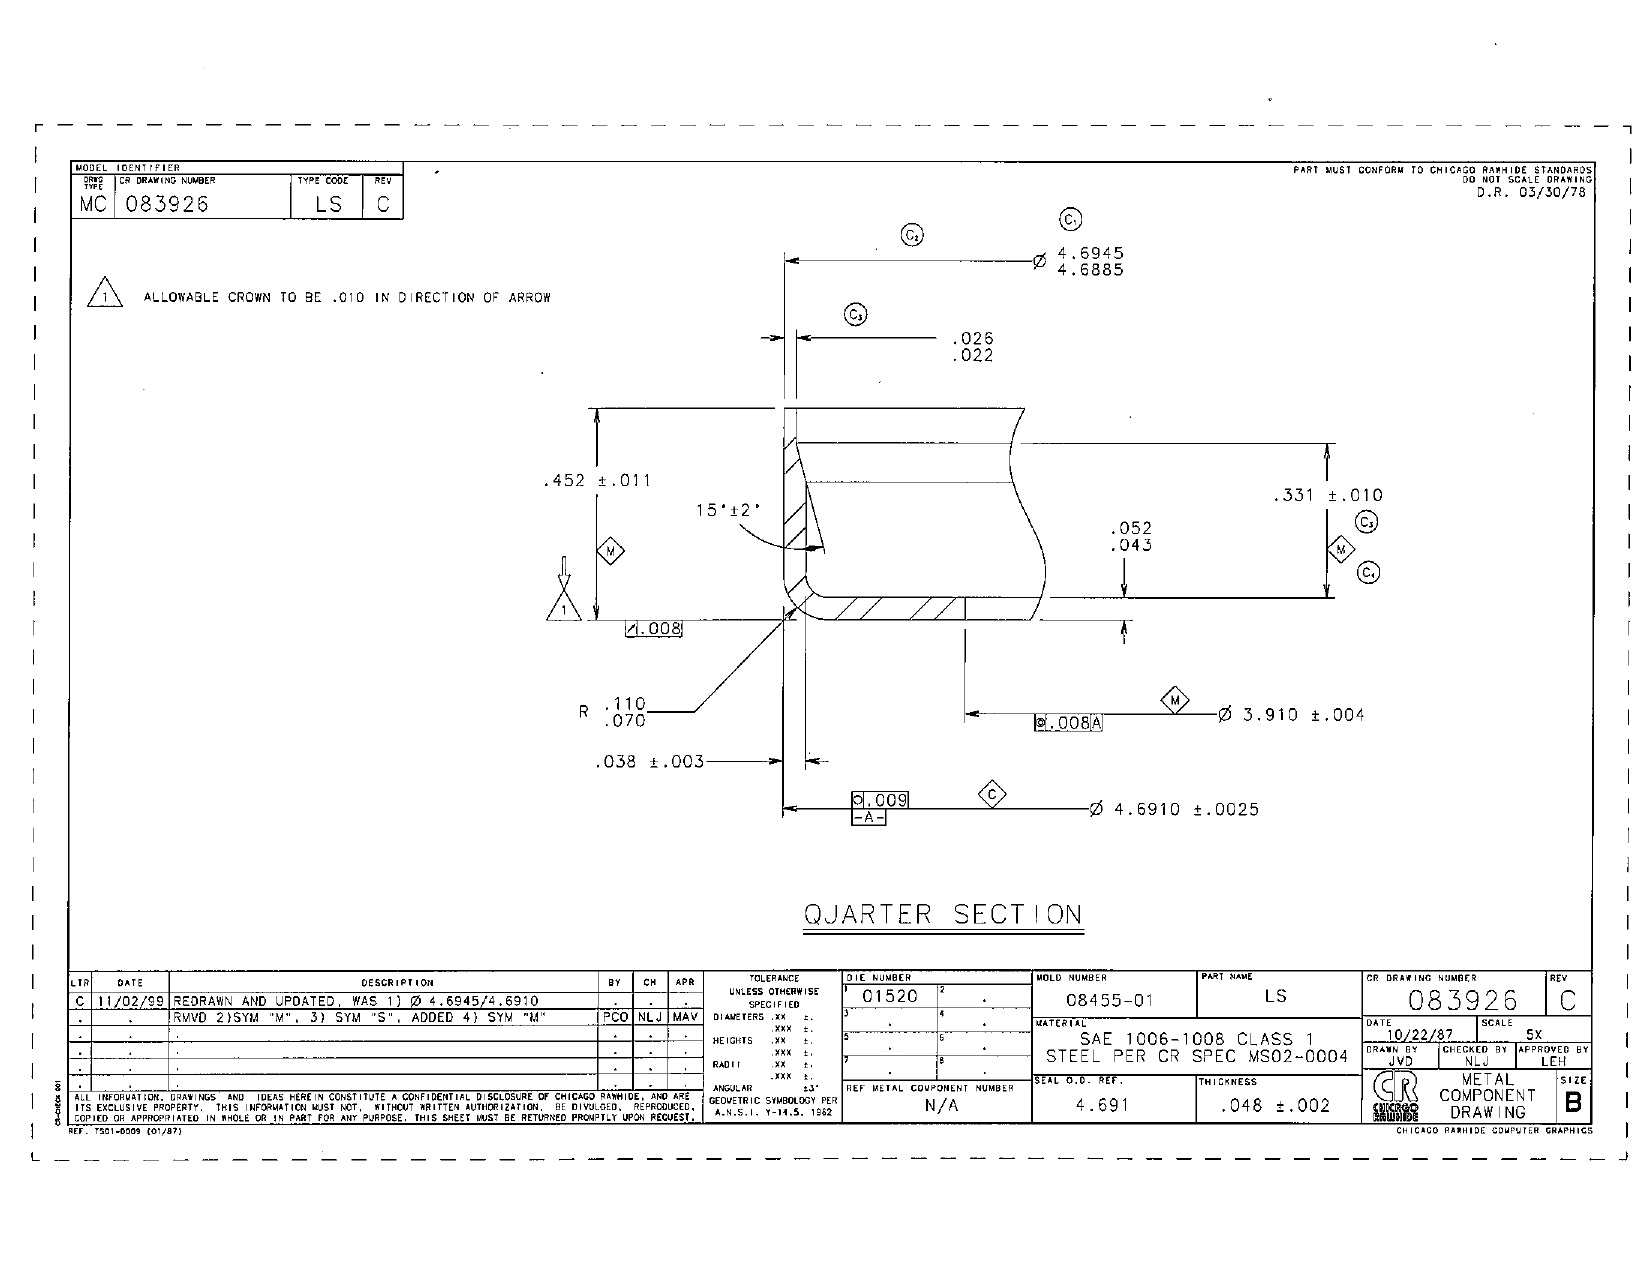 MODEL IDENTIFIER
DRWG TYPE
CR DRAWING NUMBER
TYPE CODE
REV
MC
083926
LS
C
PART MUST CONFORM TO CHICAGO RAWHIDE STANDARDS
DO NOT SCALE DRAWING
D.R. 03/30/78
1 ALLOWABLE CROWN TO BE .010 IN DIRECTION OF ARROW
C2
C1
Ø 4.6945
4.6885
C3
.026
.022
.452 ±.011
15°±2°
M
1
.008
.331 ±.010
C3
M
C4
.052
.043
R .110
.070
M
.008 A
Ø 3.910 ±.004
.038 ±.003
.009
-A-
C
Ø 4.6910 ±.0025
QUARTER SECTION
LTR DATE DESCRIPTION BY CH APR
C 11/02/99 REDRAWN AND UPDATED, WAS 1) Ø 4.6945/4.6910 . . .
. . RMVD 2)SYM "M", 3) SYM "S", ADDED 4) SYM "M" PCO NLJ MAV
ALL INFORMATION, DRAWINGS AND IDEAS HEREIN CONSTITUTE A CONFIDENTIAL DISCLOSURE OF CHICAGO RAWHIDE, AND ARE
ITS EXCLUSIVE PROPERTY. THIS INFORMATION MUST NOT, WITHOUT WRITTEN AUTHORIZATION, BE DIVULGED, REPRODUCED,
COPIED OR APPROPRIATED IN WHOLE OR IN PART FOR ANY PURPOSE. THIS SHEET MUST BE RETURNED PROMPTLY UPON REQUEST.
REF. TS01-0009 (01/87)
TOLERANCE
UNLESS OTHERWISE
SPECIFIED
DIAMETERS .XX ±.
.XXX ±.
HEIGHTS .XX ±.
.XXX ±.
RADII .XX ±.
.XXX ±.
ANGULAR ±3°
GEOMETRIC SYMBOLOGY PER
A.N.S.I. Y-14.5, 1982
DIE NUMBER
1 01520 2 .
3 . 4 .
5 . 6 .
7 . 8 .
REF METAL COMPONENT NUMBER
N/A
MOLD NUMBER
08455-01
PART NAME
LS
MATERIAL
SAE 1006-1008 CLASS 1
STEEL PER CR SPEC MS02-0004
SEAL O.D. REF.
4.691
THICKNESS
.048 ±.002
CR DRAWING NUMBER
083926
REV
C
DATE
10/22/87
SCALE
5X
DRAWN BY
JVD
CHECKED BY
NLJ
APPROVED BY
LEH
CR
CHICAGO
RAWHIDE
METAL
COMPONENT
DRAWING
SIZE
B
CHICAGO RAWHIDE COMPUTER GRAPHICS